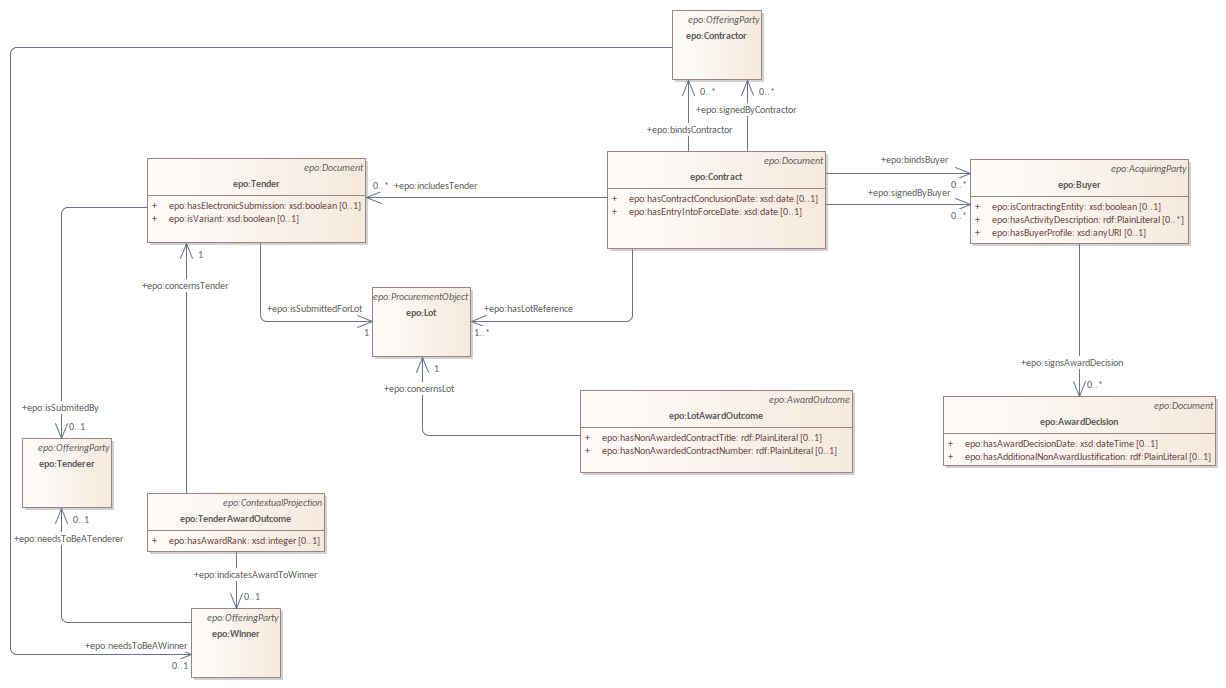 epo:OfferingParty
epo:Contractor
0..*
0..*
+epo:signedByContractor
+epo:bindsContractor
epo:Document
epo:Tender
+ epo:hasElectronicSubmission: xsd:boolean [0..1]
+ epo:isVariant: xsd:boolean [0..1]
0..*
+epo:includesTender
epo:Document
epo:Contract
+ epo:hasContractConclusionDate: xsd:date [0..1]
+ epo:hasEntryIntoForceDate: xsd:date [0..1]
+epo:bindsBuyer
0..*
+epo:signedByBuyer
0..*
epo:AcquiringParty
epo:Buyer
+ epo:isContractingEntity: xsd:boolean [0..1]
+ epo:hasActivityDescription: rdf:PlainLiteral [0..*]
+ epo:hasBuyerProfile: xsd:anyURI [0..1]
1
+epo:concernsTender
+epo:isSubmittedForLot
1
epo:ProcurementObject
epo:Lot
+epo:hasLotReference
1..*
1
+epo:concernsLot
+epo:signsAwardDecision
0..*
epo:AwardOutcome
epo:LotAwardOutcome
+ epo:hasNonAwardedContractTitle: rdf:PlainLiteral [0..1]
+ epo:hasNonAwardedContractNumber: rdf:PlainLiteral [0..1]
epo:Document
epo:AwardDecision
+ epo:hasAwardDecisionDate: xsd:dateTime [0..1]
+ epo:hasAdditionalNonAwardJustification: rdf:PlainLiteral [0..1]
+epo:isSubmitedBy
0..1
epo:OfferingParty
epo:Tenderer
0..1
+epo:needsToBeATenderer
epo:ContextualProjection
epo:TenderAwardOutcome
+ epo:hasAwardRank: xsd:integer [0..1]
+epo:indicatesAwardToWinner
0..1
epo:OfferingParty
epo:Winner
+epo:needsToBeAWinner
0..1